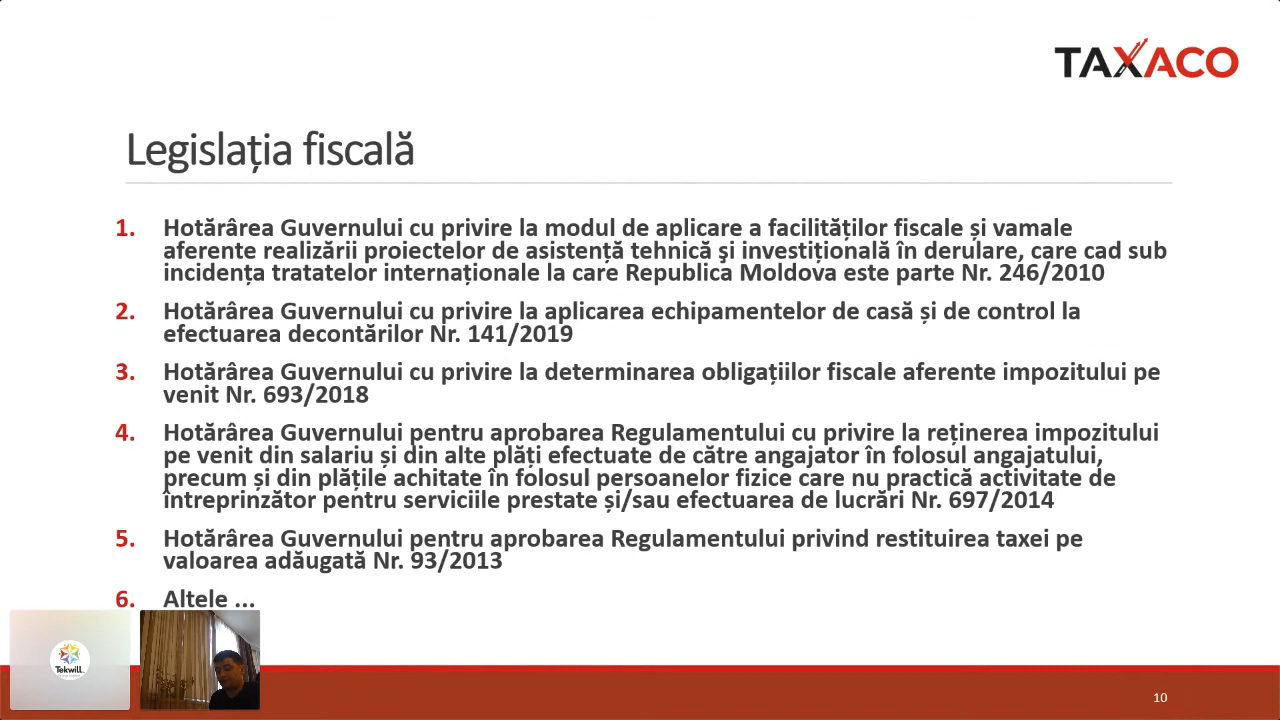 TAXACO
Legislația fiscală
1. Hotărârea Guvernului cu privire la modul de aplicare a facilităților fiscale și vamale
aferente realizării proiectelor de asistență tehnică şi investițională în derulare, care cad sub
incidența tratatelor internaționale la care Republica Moldova este parte Nr. 246/2010
2. Hotărârea Guvernului cu privire la aplicarea echipamentelor de casă și de control la
efectuarea decontărilor Nr. 141/2019
3. Hotărârea Guvernului cu privire la determinarea obligațiilor fiscale aferente impozitului pe
venit Nr. 693/2018
4. Hotărârea Guvernului pentru aprobarea Regulamentului cu privire la reținerea impozitului
pe venit din salariu și din alte plăți efectuate de către angajator în folosul angajatului,
precum și din plățile achitate în folosul persoanelor fizice care nu practică activitate de
întreprinzător pentru serviciile prestate și/sau efectuarea de lucrări Nr. 697/2014
5. Hotărârea Guvernului pentru aprobarea Regulamentului privind restituirea taxei pe
valoarea adăugată Nr. 93/2013
6. Altele ...
Tekwill
10